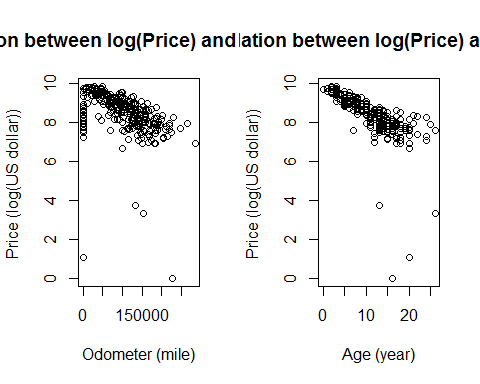 on between log(Price) and
ation between log(Price) a
Price (log(US dollar))
10
8
6
4
2
0
0 150000
Odometer (mile)
Price (log(US dollar))
10
8
6
4
2
0
0 10 20
Age (year)